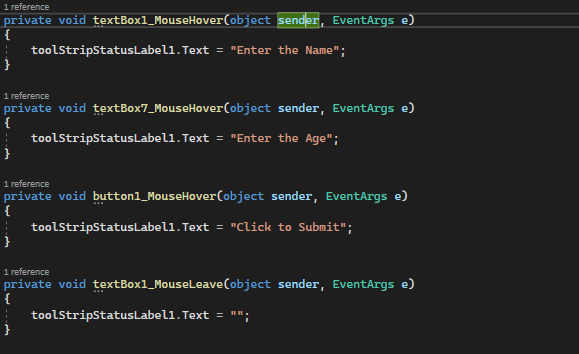 1 reference
private void textBox1_MouseHover(object sender, EventArgs e)
{
toolStripStatusLabel1.Text = "Enter the Name";
}
1 reference
private void textBox7_MouseHover(object sender, EventArgs e)
{
toolStripStatusLabel1.Text = "Enter the Age";
}
1 reference
private void button1_MouseHover(object sender, EventArgs e)
{
toolStripStatusLabel1.Text = "Click to Submit";
}
1 reference
private void textBox1_MouseLeave(object sender, EventArgs e)
{
toolStripStatusLabel1.Text = "";
}